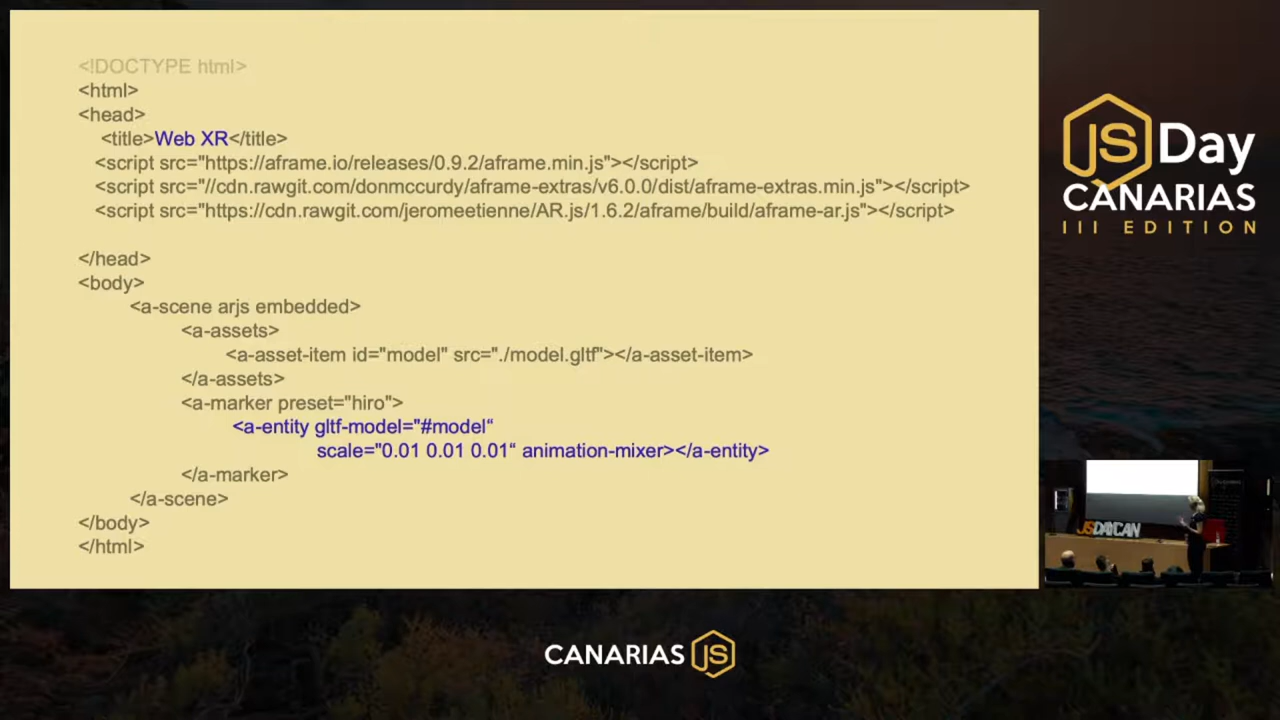 <!DOCTYPE html>
<html>
<head>
<title>Web XR</title>
<script src="https://aframe.io/releases/0.9.2/aframe.min.js"></script>
<script src="//cdn.rawgit.com/donmccurdy/aframe-extras/v6.0.0/dist/aframe-extras.min.js"></script>
<script src="https://cdn.rawgit.com/jeromeetienne/AR.js/1.6.2/aframe/build/aframe-ar.js"></script>
</head>
<body>
<a-scene arjs embedded>
<a-assets>
<a-asset-item id="model" src="./model.gltf"></a-asset-item>
</a-assets>
<a-marker preset="hiro">
<a-entity gltf-model="#model“
scale="0.01 0.01 0.01“ animation-mixer></a-entity>
</a-marker>
</a-scene>
</body>
</html>
JS Day
CANARIAS
III EDITION
JSDAYCAN
CANARIAS JS